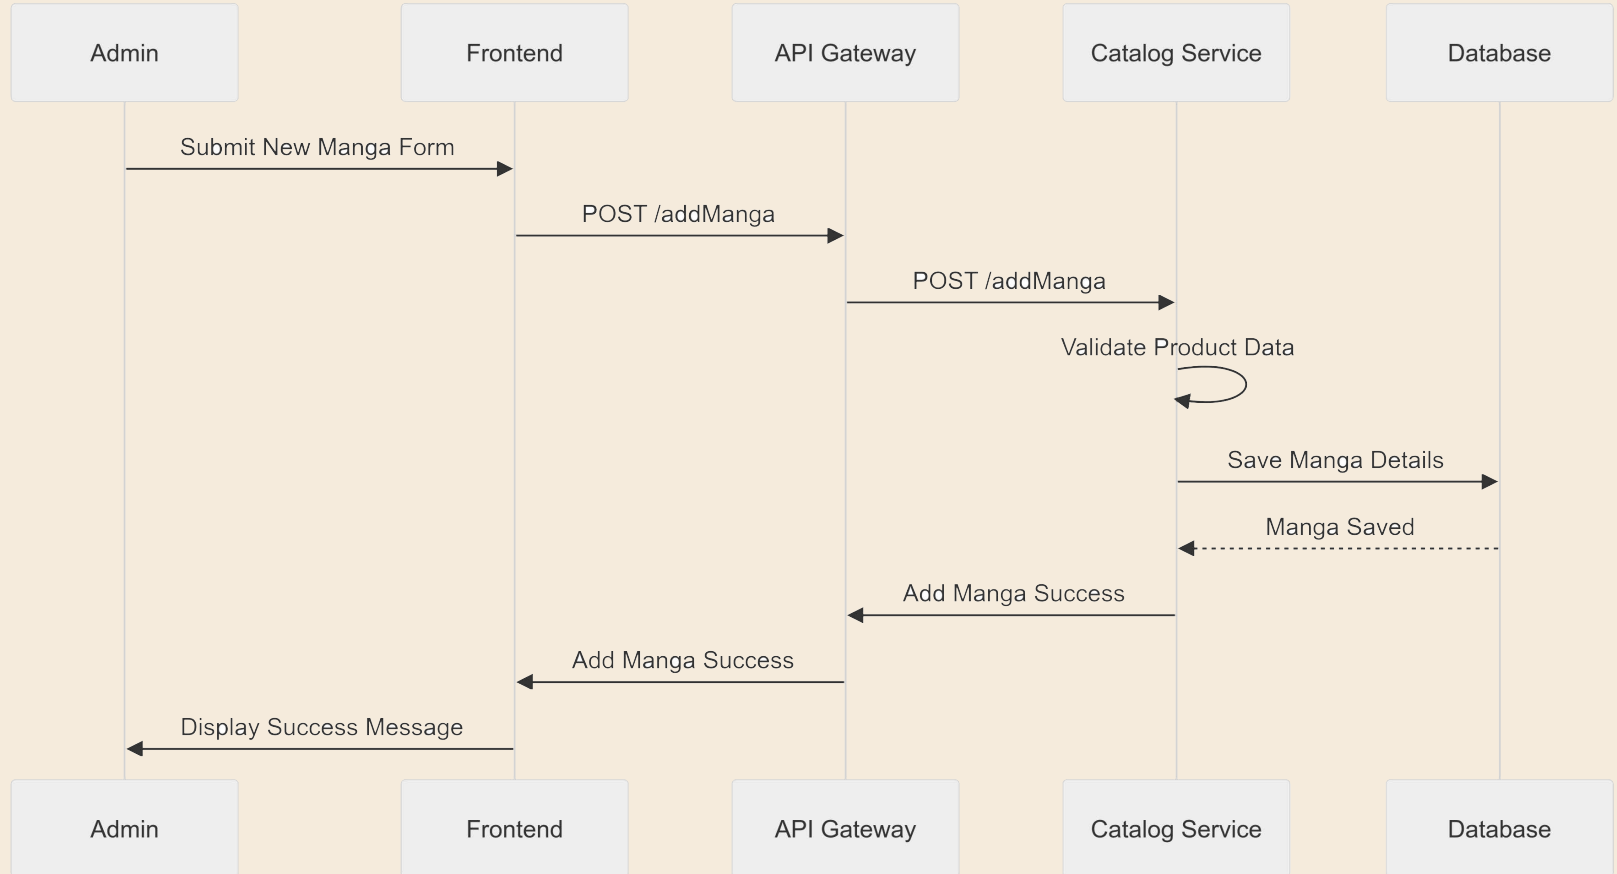 Admin
Frontend
API Gateway
Catalog Service
Database
Submit New Manga Form
POST /addManga
POST /addManga
Validate Product Data
Save Manga Details
Manga Saved
Add Manga Success
Add Manga Success
Display Success Message
Admin
Frontend
API Gateway
Catalog Service
Database